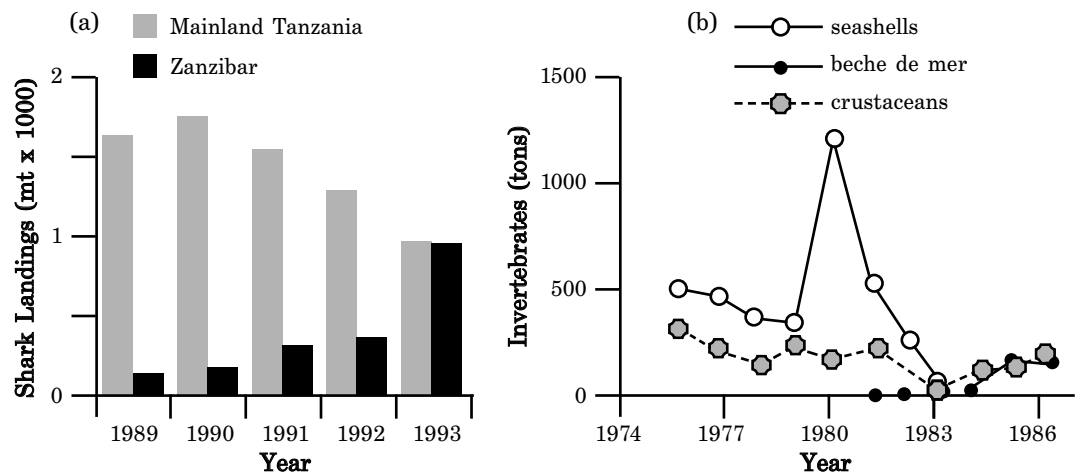 (a)
Mainland Tanzania
Zanzibar
Shark Landings (mt x 1000)
2
1
0
1989 1990 1991 1992 1993
Year
(b)
seashells
beche de mer
crustaceans
Invertebrates (tons)
1500
1000
500
0
1974 1977 1980 1983 1986
Year